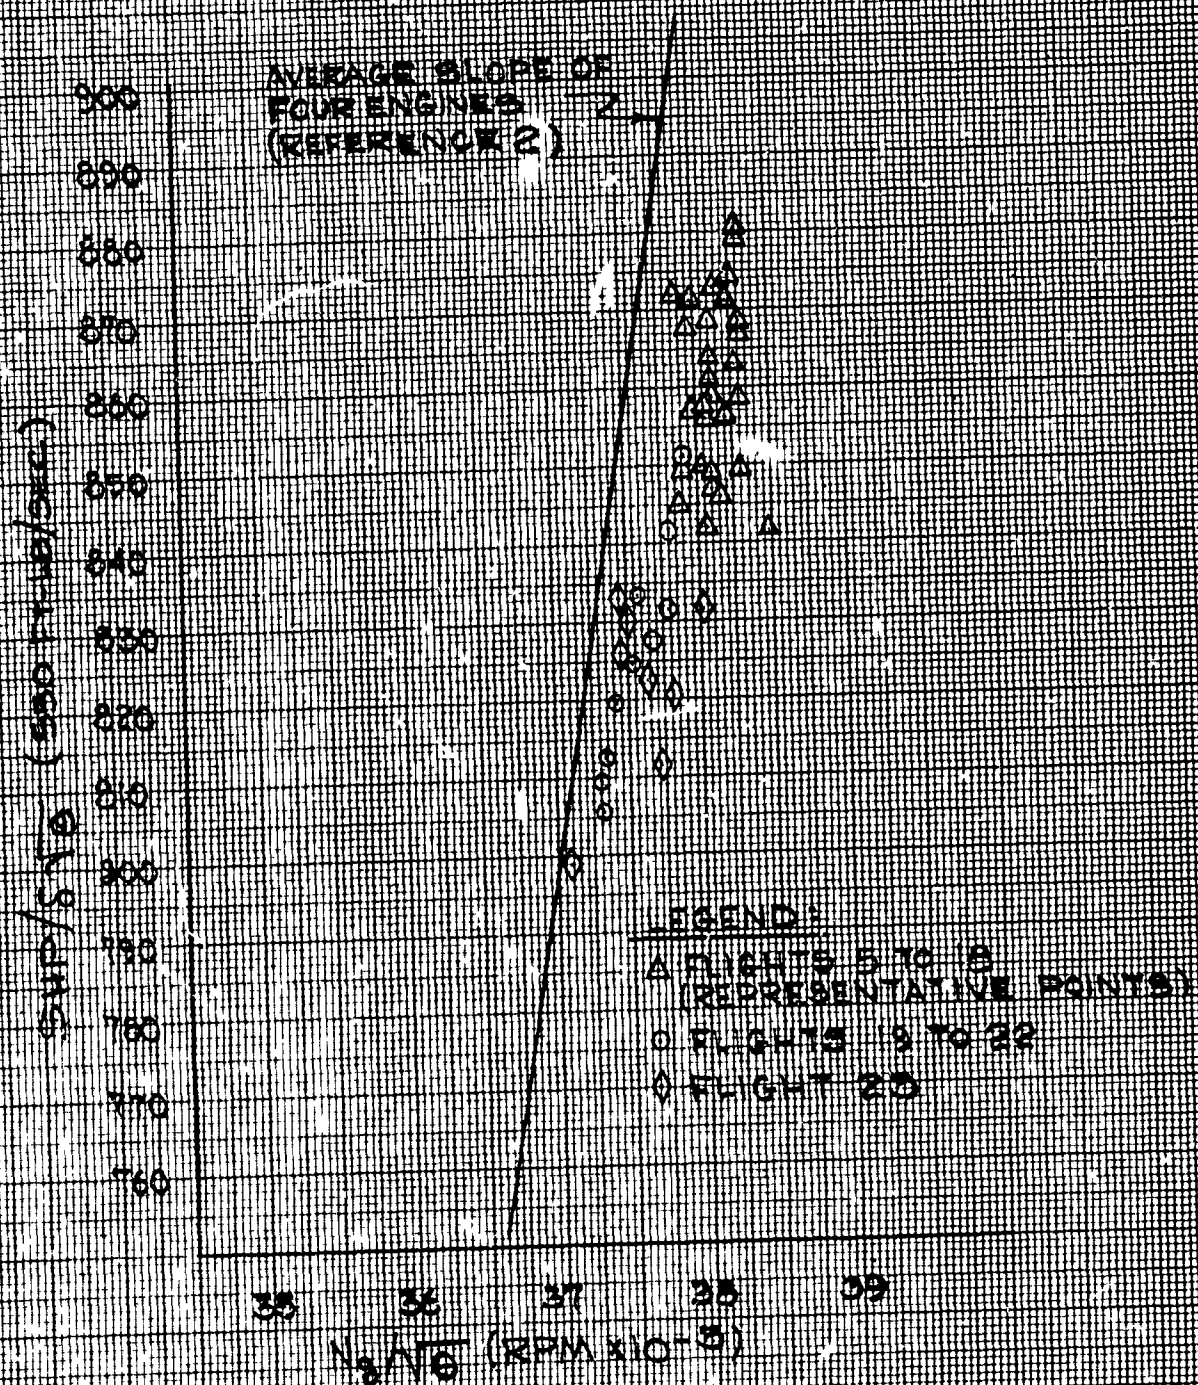 AVERAGE SLOPE OF
FOUR ENGINES
(REFERENCE 2)
900
890
880
870
860
850
840
830
820
810
800
790
780
770
760
SHP/δ√θ (550 FT-LB/SEC)
LEGEND:
△ FLIGHTS 5 TO 18
(REPRESENTATIVE POINTS)
○ FLIGHTS 19 TO 22
◊ FLIGHT 23
35 36 37 38 39
Ng/√θ (RPM X10-3)